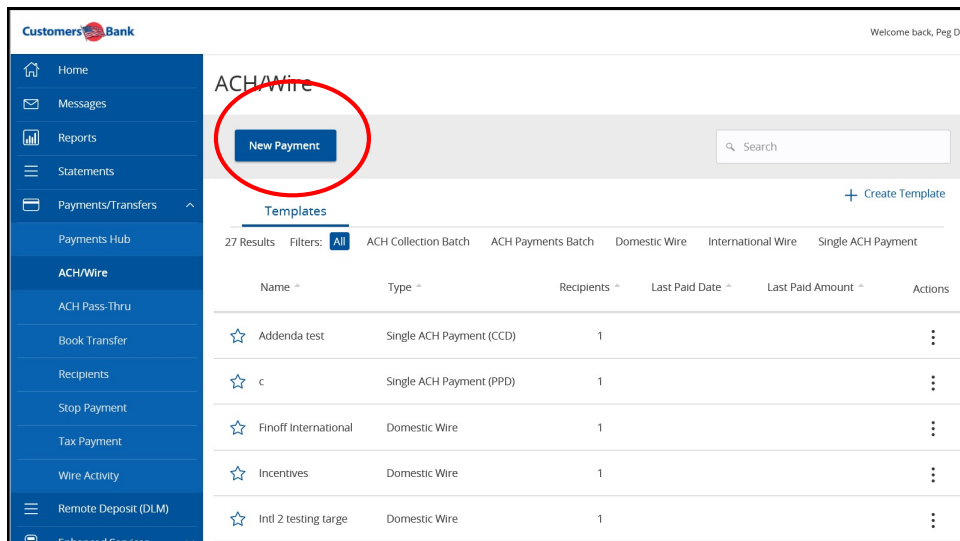 Customers Bank
Welcome back, Peg D
Home
Messages
Reports
Statements
Payments/Transfers
Payments Hub
ACH/Wire
ACH Pass-Thru
Book Transfer
Recipients
Stop Payment
Tax Payment
Wire Activity
Remote Deposit (DLM)
ACH/Wire
New Payment
Search
+ Create Template
Templates
27 Results Filters: All ACH Collection Batch ACH Payments Batch Domestic Wire International Wire Single ACH Payment
Name Type Recipients Last Paid Date Last Paid Amount Actions
Addenda test Single ACH Payment (CCD) 1
c Single ACH Payment (PPD) 1
Finoff International Domestic Wire 1
Incentives Domestic Wire 1
Intl 2 testing targe Domestic Wire 1